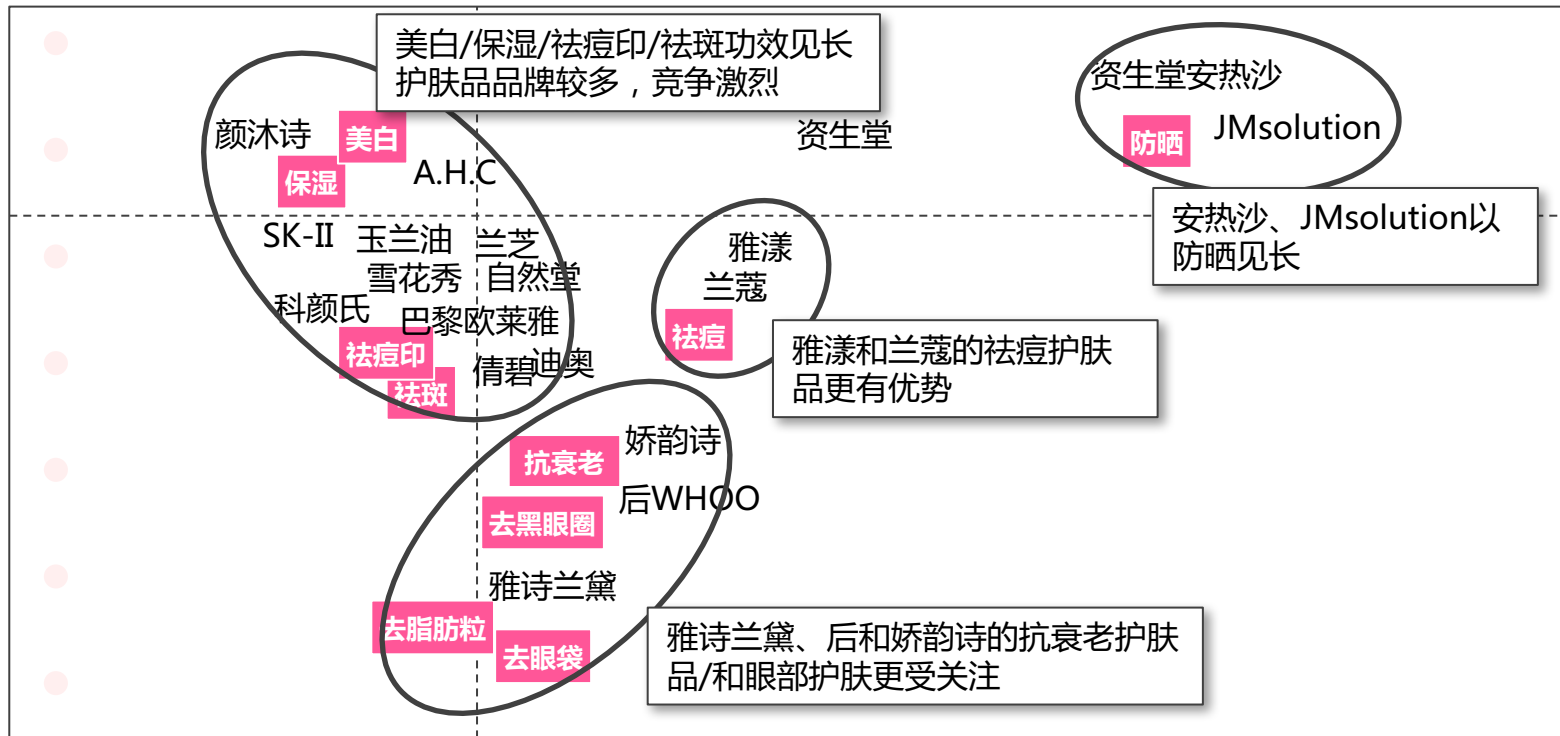 美白/保湿/祛痘印/祛斑功效见长
护肤品品牌较多，竞争激烈
资生堂安热沙
JMsolution
防晒
资生堂
颜沐诗
美白
A.H.C
保湿
安热沙、JMsolution以
防晒见长
SK-II
玉兰油
兰芝
雪花秀
自然堂
科颜氏
巴黎欧莱雅
祛痘印
倩碧
迪奥
祛斑
雅漾
兰蔻
祛痘
雅漾和兰蔻的祛痘护肤
品更有优势
娇韵诗
抗衰老
后WHOO
去黑眼圈
雅诗兰黛
去脂肪粒
去眼袋
雅诗兰黛、后和娇韵诗的抗衰老护肤
品/和眼部护肤更受关注